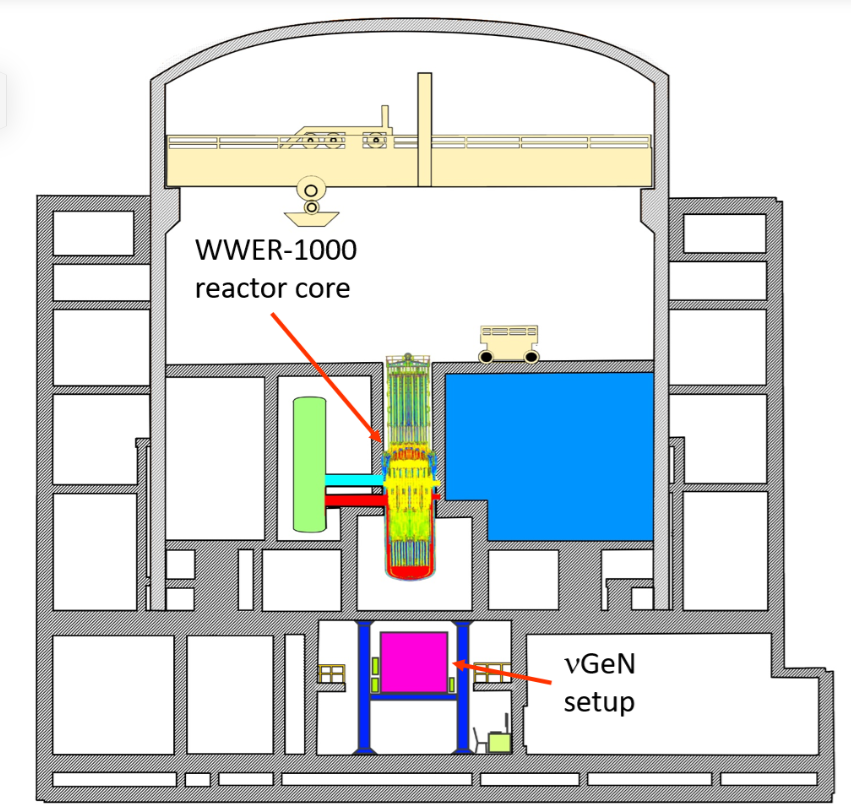 WWER-1000
reactor core
νGeN
setup